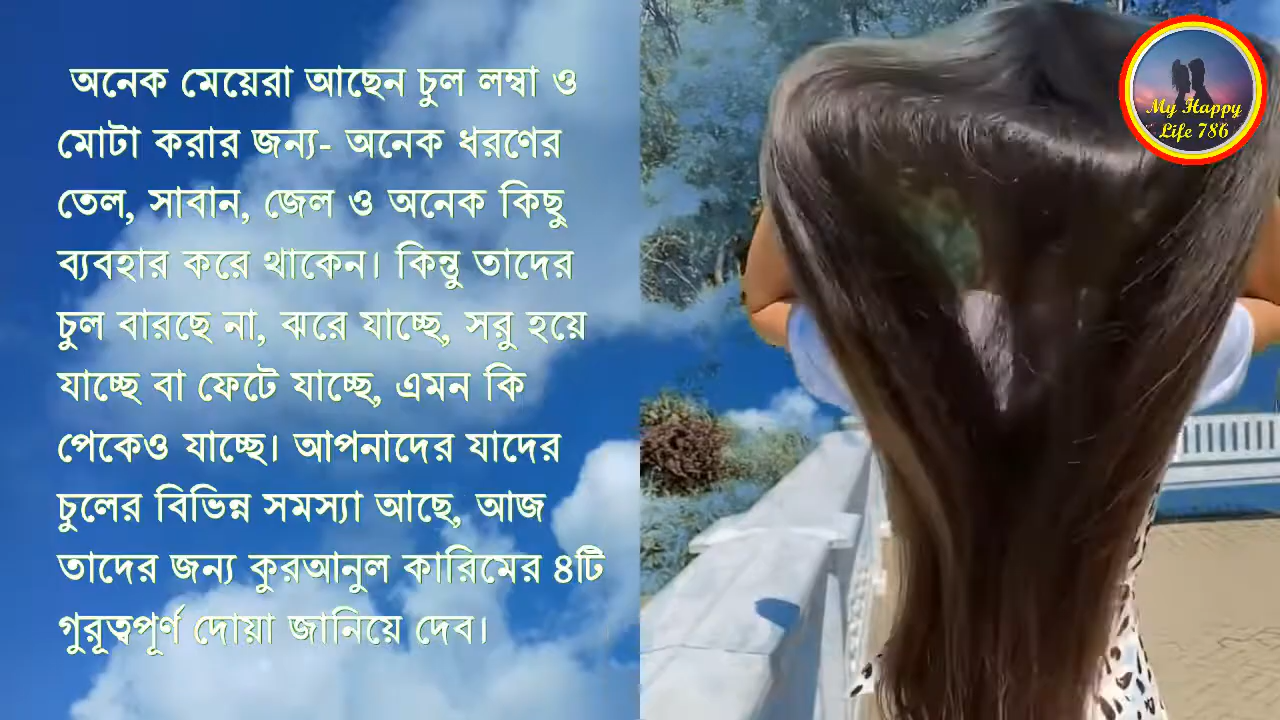 অনেক মেয়েরা আছেন চুল লম্বা ও
মোটা করার জন্য- অনেক ধরণের
তেল, সাবান, জেল ও অনেক কিছু
ব্যবহার করে থাকেন। কিন্তু তাদের
চুল বারছে না, ঝরে যাচ্ছে, সরু হয়ে
যাচ্ছে বা ফেটে যাচ্ছে, এমন কি
পেকেও যাচ্ছে। আপনাদের যাদের
চুলের বিভিন্ন সমস্যা আছে, আজ
তাদের জন্য কুরআনুল কারিমের ৪টি
গুরূত্বপূর্ণ দোয়া জানিয়ে দেব।
My Happy
Life 786